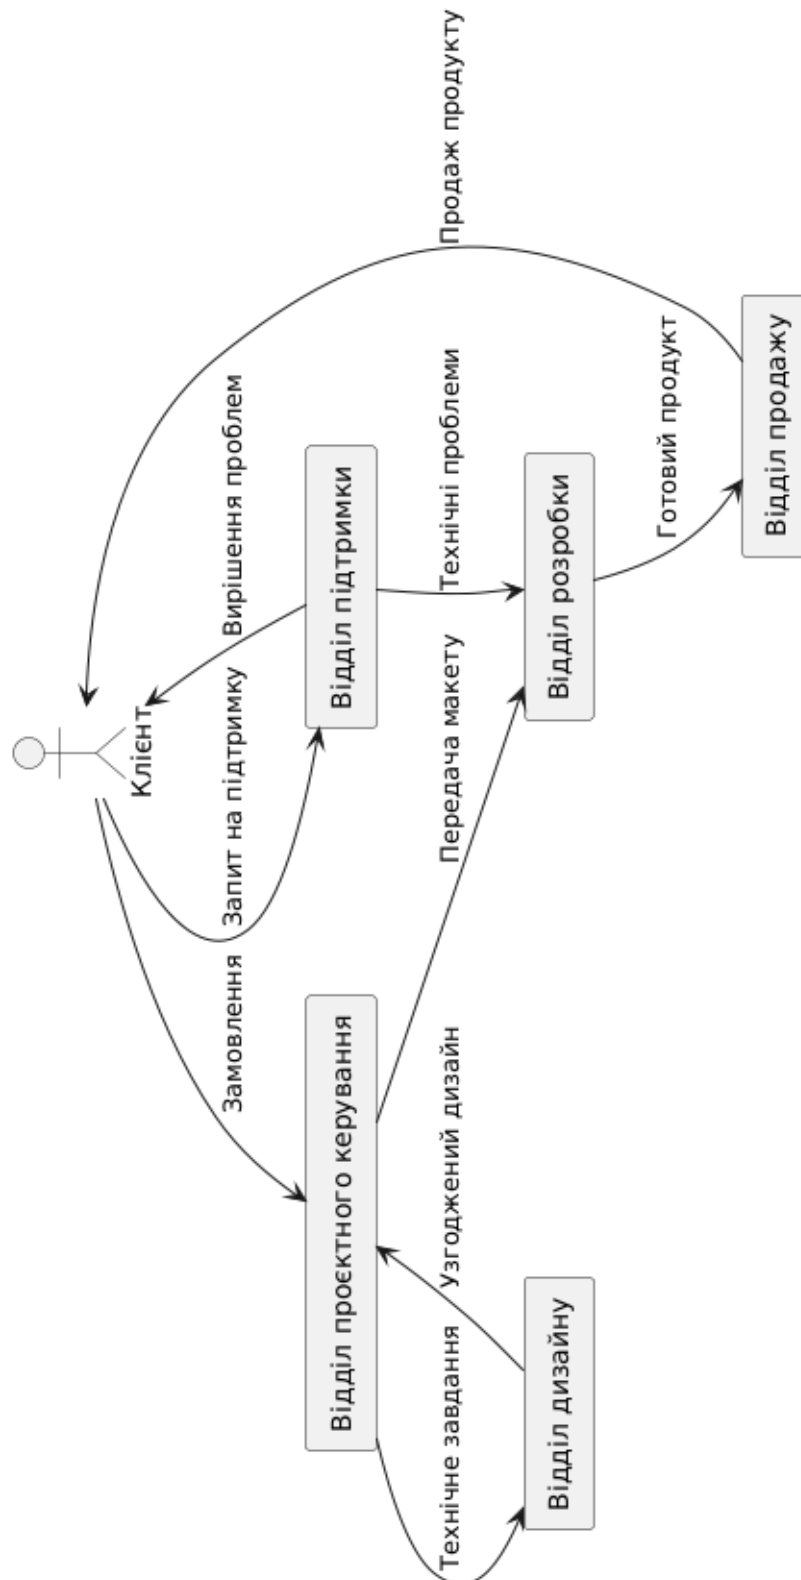 Клієнт
Замовлення
Запит на підтримку
Вирішення проблем
Продаж продукту
Відділ проєктного керування
Відділ підтримки
Технічне завдання
Узгоджений дизайн
Передача макету
Технічні проблеми
Відділ дизайну
Відділ розробки
Готовий продукт
Відділ продажу